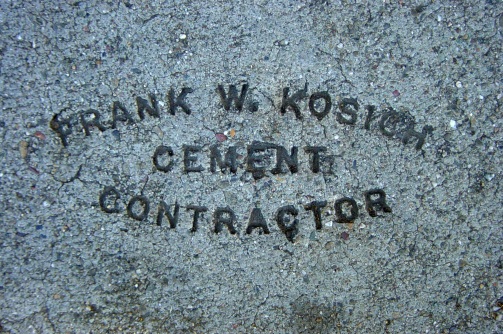 FRANK W. KOSICH
CEMENT
CONTRACTOR